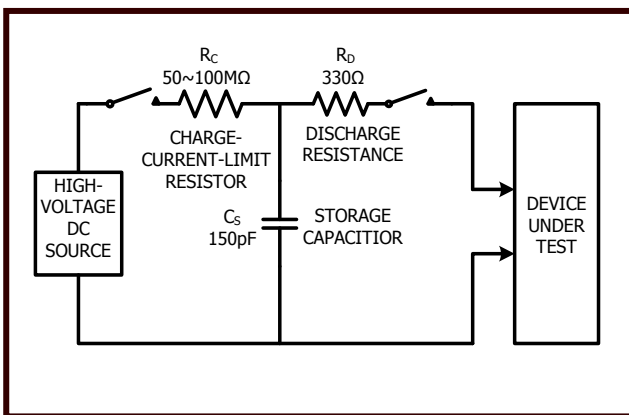 R_C
50~100MΩ
CHARGE-
CURRENT-LIMIT
RESISTOR
R_D
330Ω
DISCHARGE
RESISTANCE
HIGH-
VOLTAGE
DC
SOURCE
C_S
150pF
STORAGE
CAPACITIOR
DEVICE
UNDER
TEST